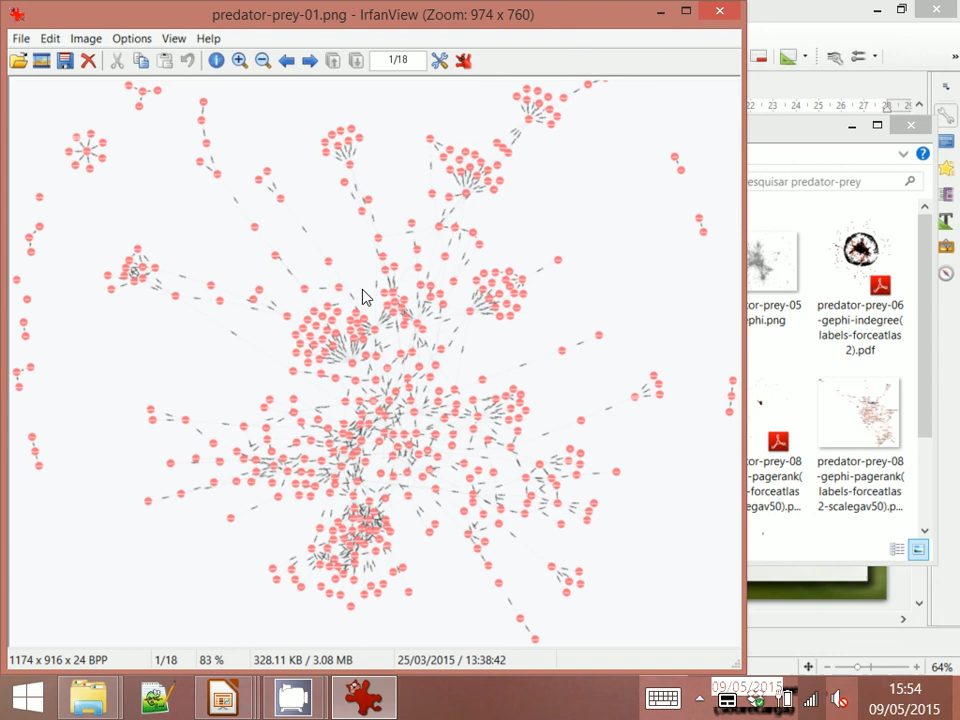 predator-prey-01.png - IrfanView (Zoom: 974 x 760)
File Edit Image Options View Help
1/18
22 23 24 25 26 27 28
esquisar predator-prey
ator-prey-05
ephi.png
predator-prey-06
-gephi-indegree(
labels-forceatlas
2).pdf
ator-prey-08
-pagerank(
-forceatlas
legav50).p...
predator-prey-08
-gephi-pagerank(
labels-forceatlas
2-scalegav50).p...
1174 x 916 x 24 BPP 1/18 83 % 328.11 KB / 3.08 MB 25/03/2015 / 13:38:42
64%
09/05/2015
15:54
09/05/2015